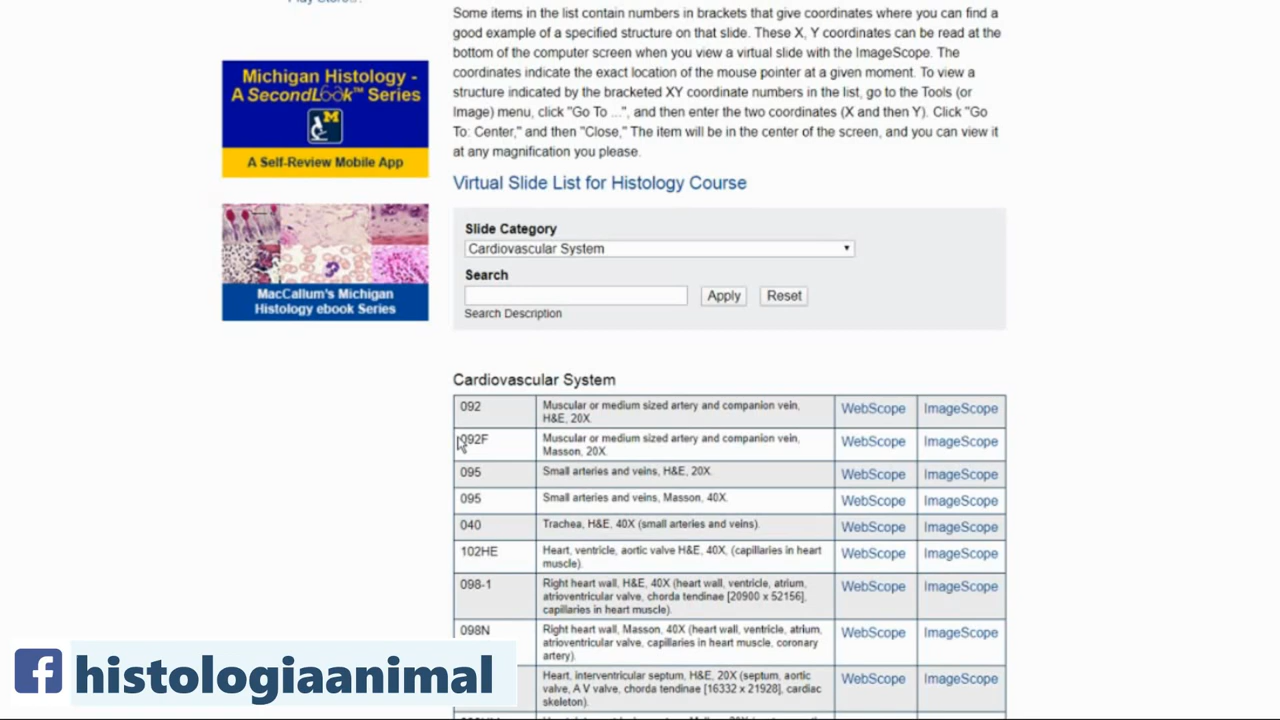 Some items in the list contain numbers in brackets that give coordinates where you can find a
good example of a specified structure on that slide. These X, Y coordinates can be read at the
bottom of the computer screen when you view a virtual slide with the ImageScope. The
coordinates indicate the exact location of the mouse pointer at a given moment. To view a
structure indicated by the bracketed XY coordinate numbers in the list, go to the Tools (or
Image) menu, click "Go To ...", and then enter the two coordinates (X and then Y). Click "Go
To: Center," and then "Close," The item will be in the center of the screen, and you can view it
at any magnification you please.
Michigan Histology -
A SecondLook™ Series
M
A Self-Review Mobile App
MacCallum's Michigan
Histology ebook Series
Virtual Slide List for Histology Course
Slide Category
Cardiovascular System
Search
Apply Reset
Search Description
Cardiovascular System
092 Muscular or medium sized artery and companion vein, WebScope ImageScope
H&E, 20X.
092F Muscular or medium sized artery and companion vein, WebScope ImageScope
Masson, 20X.
095 Small arteries and veins, H&E, 20X. WebScope ImageScope
095 Small arteries and veins, Masson, 40X. WebScope ImageScope
040 Trachea, H&E, 40X (small arteries and veins). WebScope ImageScope
102HE Heart, ventricle, aortic valve H&E, 40X, (capillaries in heart WebScope ImageScope
muscle).
098-1 Right heart wall, H&E, 40X (heart wall, ventricle, atrium, WebScope ImageScope
atrioventricular valve, chorda tendinae [20900 x 52156],
capillaries in heart muscle).
098N Right heart wall, Masson, 40X (heart wall, ventricle, atrium, WebScope ImageScope
atrioventricular valve, capillaries in heart muscle, coronary
artery).
Heart, interventricular septum, H&E, 20X (septum, aortic WebScope ImageScope
valve, A V valve, chorda tendinae [16332 x 21928], cardiac
skeleton).
f histologiaanimal